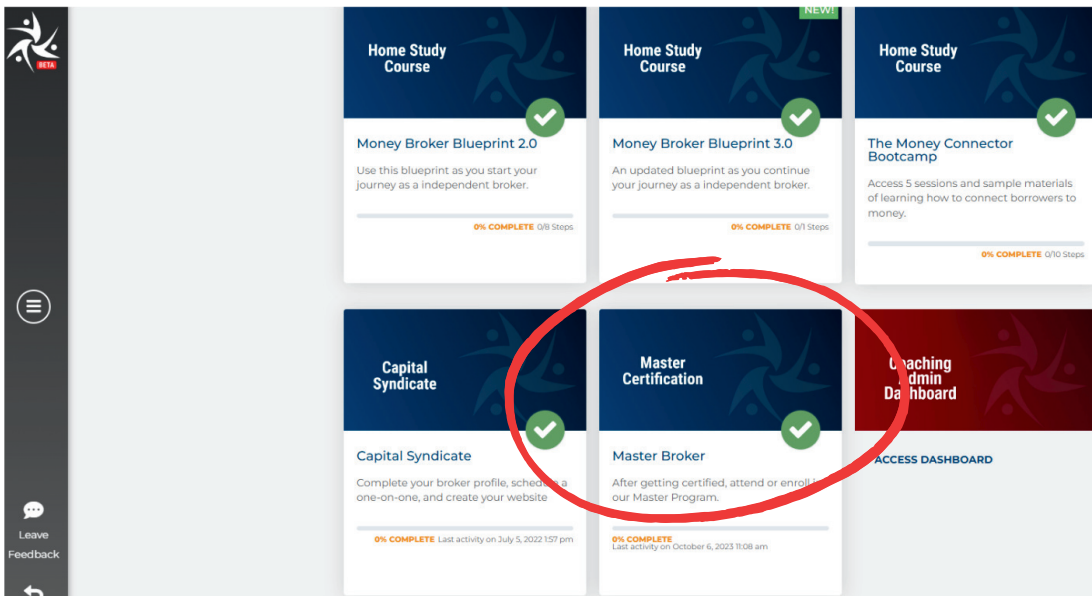 BETA
Leave
Feedback
NEW!
Home Study
Course
Money Broker Blueprint 2.0
Use this blueprint as you start your
journey as a independent broker.
0% COMPLETE 0/8 Steps
Home Study
Course
Money Broker Blueprint 3.0
An updated blueprint as you continue
your journey as a independent broker.
0% COMPLETE 0/1 Steps
Home Study
Course
The Money Connector
Bootcamp
Access 5 sessions and sample materials
of learning how to connect borrowers to
money.
0% COMPLETE 0/10 Steps
Capital
Syndicate
Capital Syndicate
Complete your broker profile, schedule a
one-on-one, and create your website
0% COMPLETE Last activity on July 5, 2022 1:57 pm
Master
Certification
Master Broker
After getting certified, attend or enroll in
our Master Program.
0% COMPLETE
Last activity on October 6, 2023 11:08 am
Coaching
Admin
Dashboard
ACCESS DASHBOARD